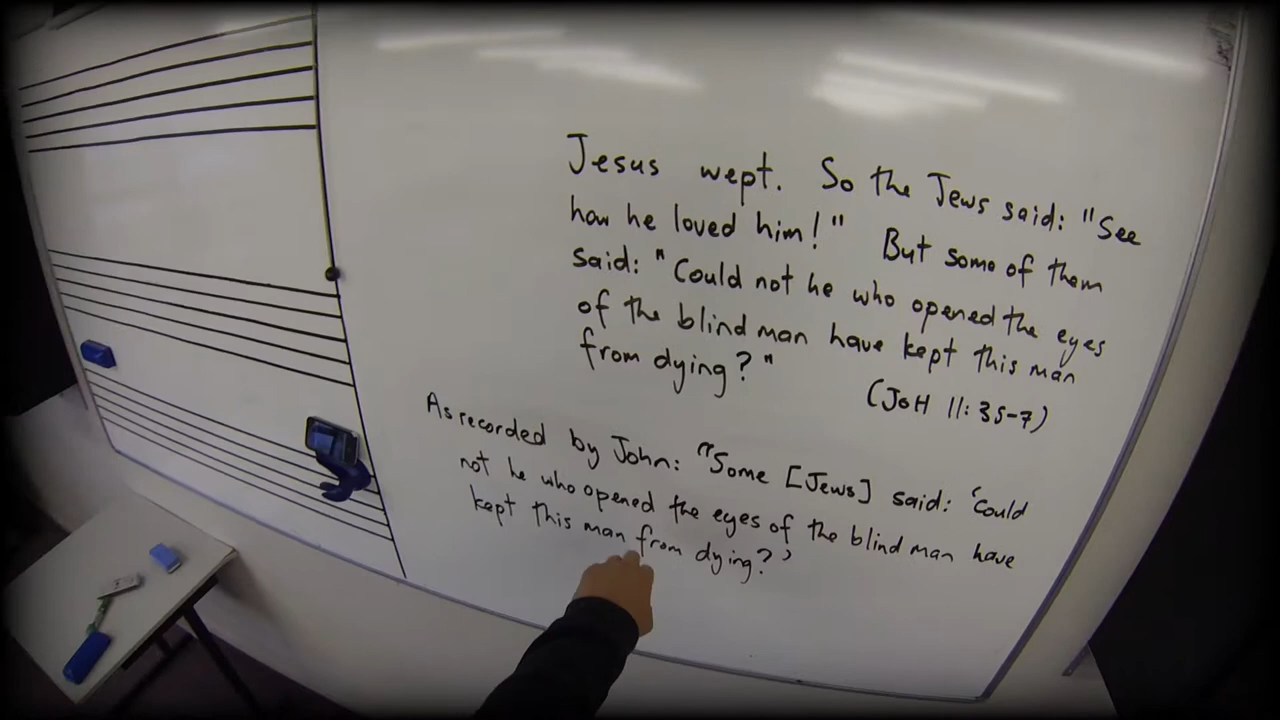 Jesus wept. So the Jews said: "See
how he loved him!" But some of them
said: "Could not he who opened the eyes
of the blind man have kept this man
from dying?"
(JOH 11:35-7)
As recorded by John: "Some [Jews] said: 'Could
not he who opened the eyes of the blind man have
kept this man from dying?'